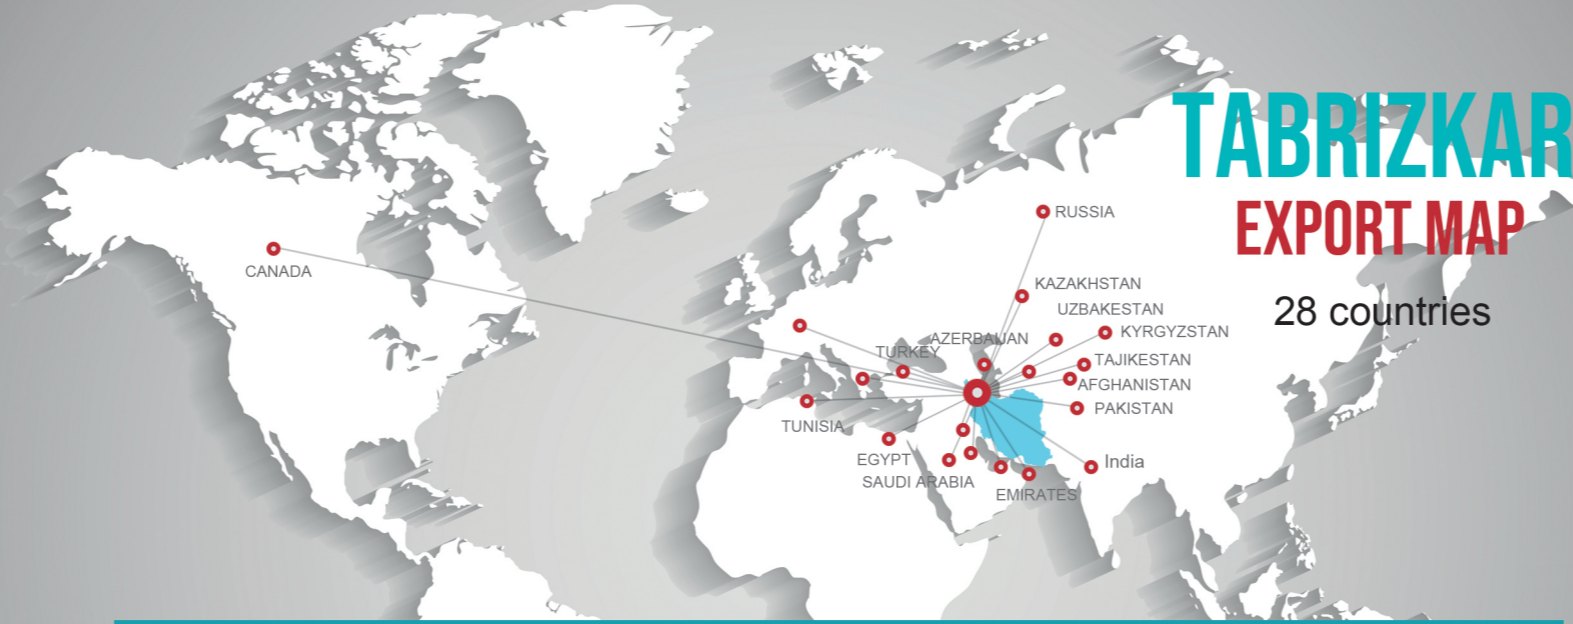 TABRIZKAR
EXPORT MAP
28 countries
RUSSIA
CANADA
KAZAKHSTAN
UZBAKESTAN
KYRGYZSTAN
AZERBAIJAN
TURKEY
TAJIKESTAN
AFGHANISTAN
PAKISTAN
TUNISIA
EGYPT
India
SAUDI ARABIA
EMIRATES